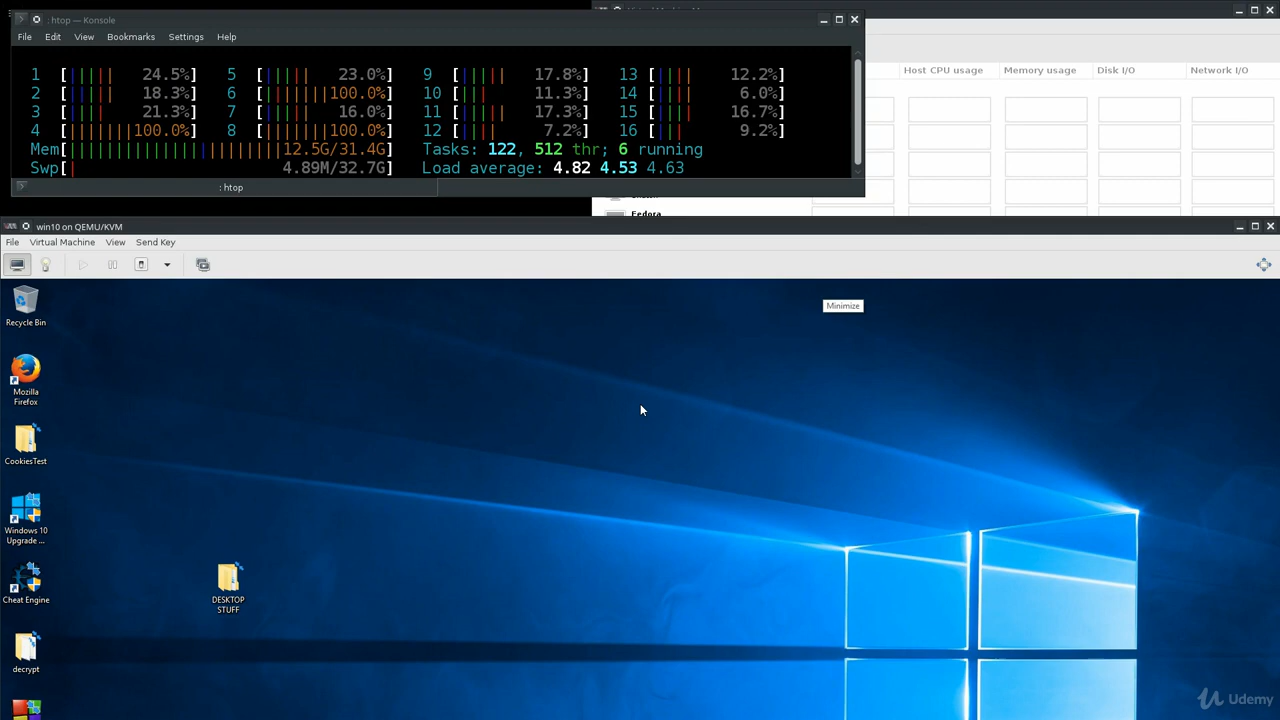 : htop — Konsole
File Edit View Bookmarks Settings Help
1 [ 24.5%] 5 [ 23.0%] 9 [ 17.8%] 13 [ 12.2%]
2 [ 18.3%] 6 [ 100.0%] 10 [ 11.3%] 14 [ 6.0%]
3 [ 21.3%] 7 [ 16.0%] 11 [ 17.3%] 15 [ 16.7%]
4 [ 100.0%] 8 [ 100.0%] 12 [ 7.2%] 16 [ 9.2%]
Mem[ 12.5G/31.4G] Tasks: 122, 512 thr; 6 running
Swp[ 4.89M/32.7G] Load average: 4.82 4.53 4.63
: htop
Host CPU usage Memory usage Disk I/O Network I/O
Fedora
win10 on QEMU/KVM
File Virtual Machine View Send Key
Minimize
Recycle Bin
Mozilla
Firefox
CookiesTest
Windows 10
Upgrade ...
Cheat Engine
DESKTOP
STUFF
decrypt
Udemy